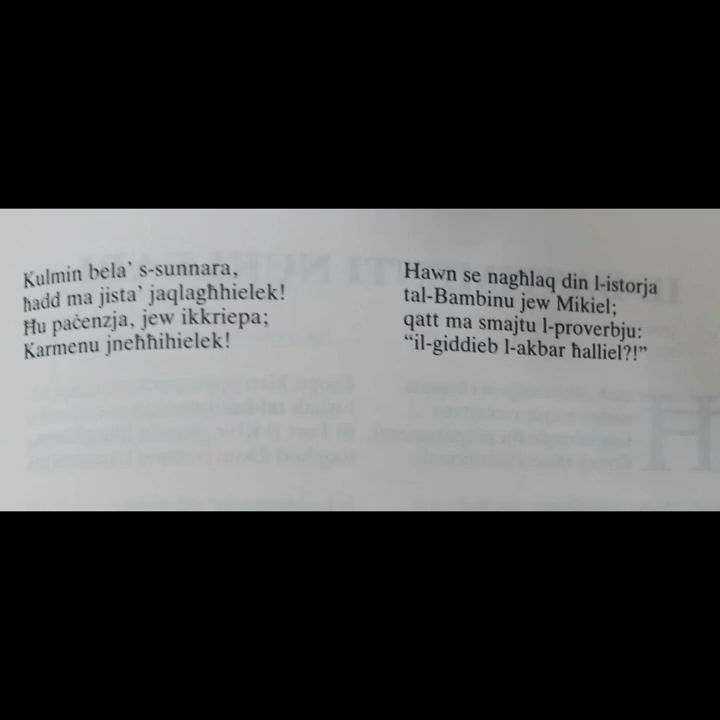 Kulmin bela' s-sunnara,
ħadd ma jista' jaqlagħhielek!
Ħu paċenzja, jew ikkriepa;
Karmenu jneħħihielek!
Hawn se nagħlaq din l-istorja
tal-Bambinu jew Mikiel;
qatt ma smajtu l-proverbju:
“il-giddieb l-akbar ħalliel?!”